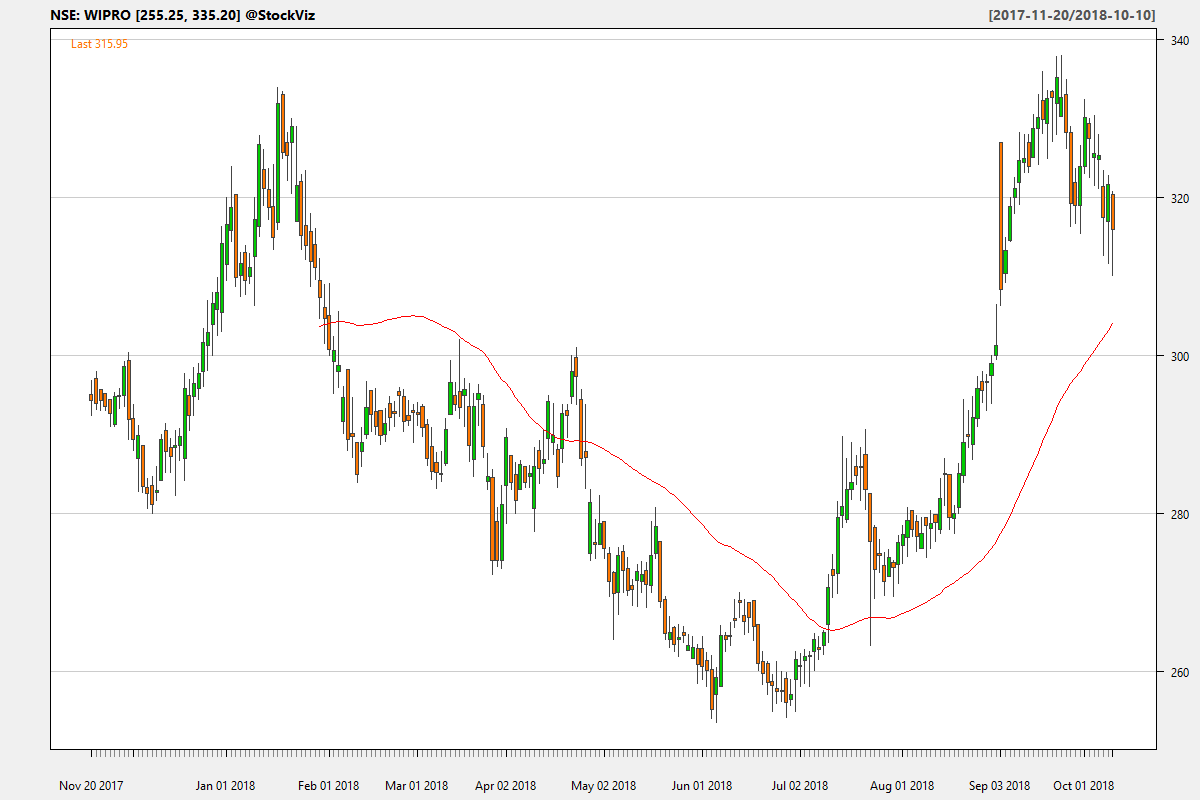 NSE: WIPRO [255.25, 335.20] @StockViz
[2017-11-20/2018-10-10]
Last 315.95
340
320
300
280
260
Nov 20 2017 Jan 01 2018 Feb 01 2018 Mar 01 2018 Apr 02 2018 May 02 2018 Jun 01 2018 Jul 02 2018 Aug 01 2018 Sep 03 2018 Oct 01 2018